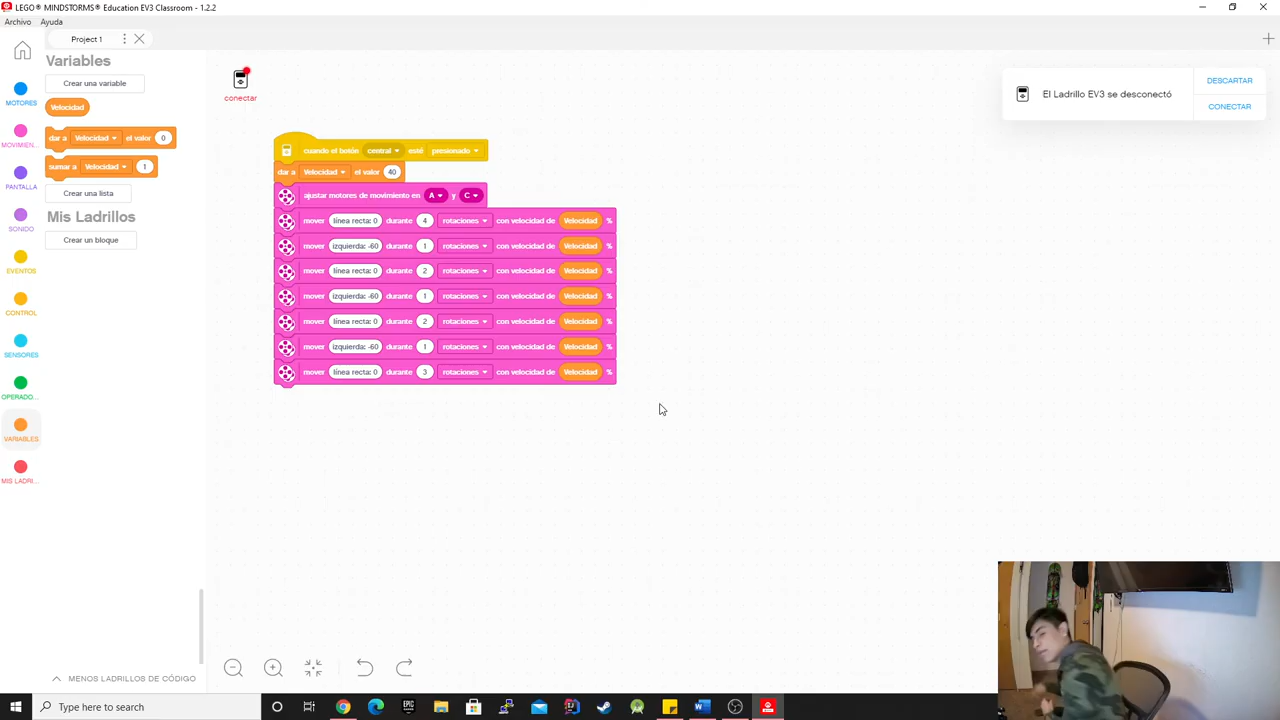 LEGO® MINDSTORMS® Education EV3 Classroom - 1.2.2
Archivo Ayuda
Project 1
Variables
Crear una variable
Velocidad
dar a Velocidad el valor 0
sumar a Velocidad 1
Crear una lista
Mis Ladrillos
Crear un bloque
MOTORES
MOVIMIEN...
PANTALLA
SONIDO
EVENTOS
CONTROL
SENSORES
OPERADO...
VARIABLES
MIS LADRI...
conectar
cuando el botón central esté presionado
dar a Velocidad el valor 40
ajustar motores de movimiento en A y C
mover línea recta: 0 durante 4 rotaciones con velocidad de Velocidad %
mover izquierda: -60 durante 1 rotaciones con velocidad de Velocidad %
mover línea recta: 0 durante 2 rotaciones con velocidad de Velocidad %
mover izquierda: -60 durante 1 rotaciones con velocidad de Velocidad %
mover línea recta: 0 durante 2 rotaciones con velocidad de Velocidad %
mover izquierda: -60 durante 1 rotaciones con velocidad de Velocidad %
mover línea recta: 0 durante 3 rotaciones con velocidad de Velocidad %
El Ladrillo EV3 se desconectó
DESCARTAR
CONECTAR
MENOS LADRILLOS DE CÓDIGO
Type here to search
EPIC